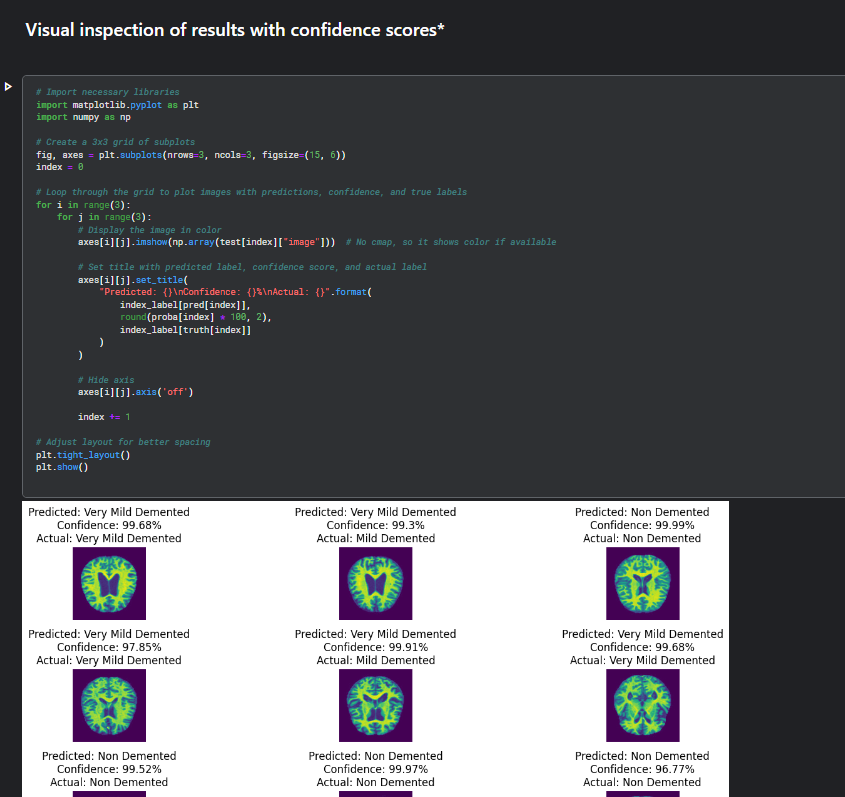 Visual inspection of results with confidence scores*
# Import necessary libraries
import matplotlib.pyplot as plt
import numpy as np
# Create a 3x3 grid of subplots
fig, axes = plt.subplots(nrows=3, ncols=3, figsize=(15, 6))
index = 0
# Loop through the grid to plot images with predictions, confidence, and true labels
for i in range(3):
    for j in range(3):
        # Display the image in color
        axes[i][j].imshow(np.array(test[index]["image"]))  # No cmap, so it shows color if available
        # Set title with predicted label, confidence score, and actual label
        axes[i][j].set_title(
            "Predicted: {}\nConfidence: {}%\nActual: {}".format(
                index_label[pred[index]],
                round(proba[index] * 100, 2),
                index_label[truth[index]]
            )
        )
        # Hide axis
        axes[i][j].axis('off')
        index += 1
# Adjust layout for better spacing
plt.tight_layout()
plt.show()
Predicted: Very Mild Demented
Confidence: 99.68%
Actual: Very Mild Demented
Predicted: Very Mild Demented
Confidence: 99.3%
Actual: Mild Demented
Predicted: Non Demented
Confidence: 99.99%
Actual: Non Demented
Predicted: Very Mild Demented
Confidence: 97.85%
Actual: Very Mild Demented
Predicted: Very Mild Demented
Confidence: 99.91%
Actual: Mild Demented
Predicted: Very Mild Demented
Confidence: 99.68%
Actual: Very Mild Demented
Predicted: Non Demented
Confidence: 99.52%
Actual: Non Demented
Predicted: Non Demented
Confidence: 99.97%
Actual: Non Demented
Predicted: Non Demented
Confidence: 96.77%
Actual: Non Demented